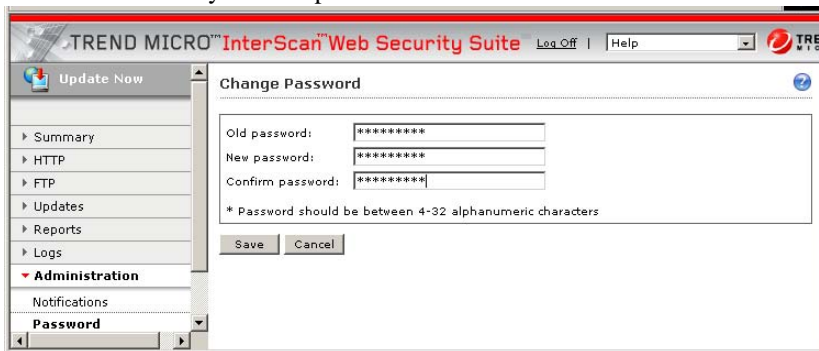 TREND MICRO™ InterScan™ Web Security Suite Log Off | Help
Update Now
Summary
HTTP
FTP
Updates
Reports
Logs
Administration
Notifications
Password
Change Password
Old password: *********
New password: *********
Confirm password: *********
* Password should be between 4-32 alphanumeric characters
Save Cancel